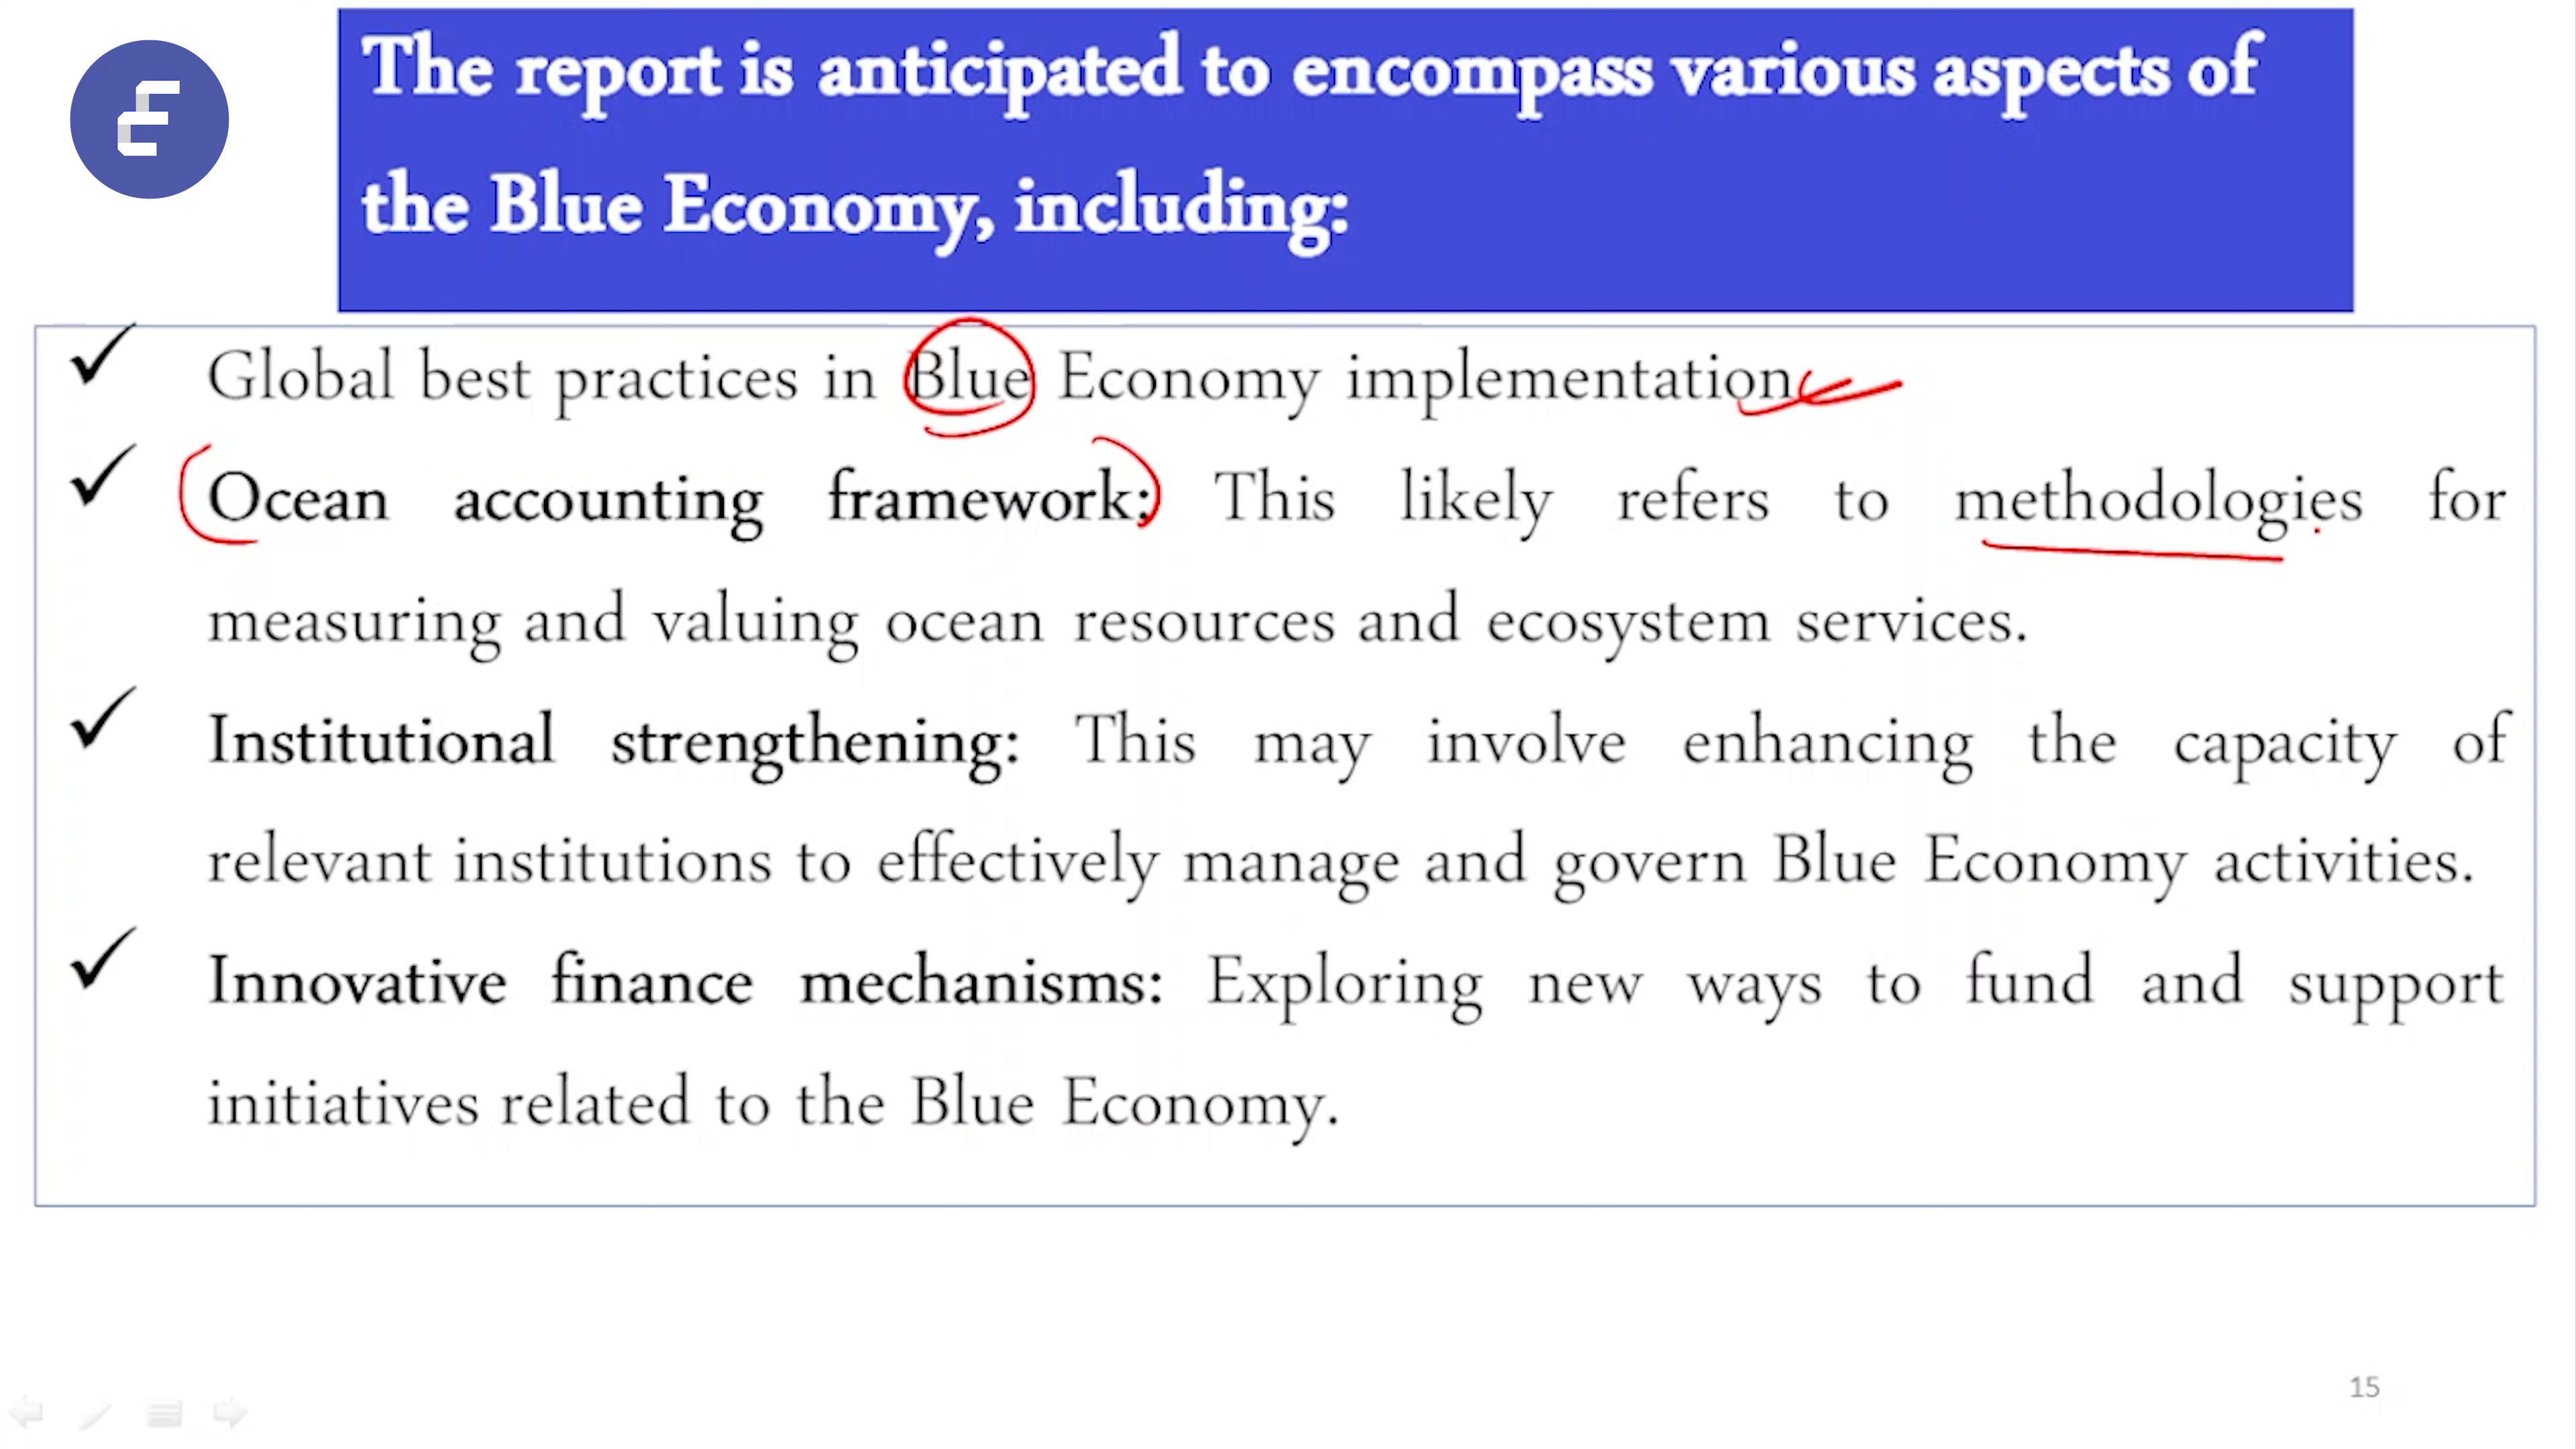 The report is anticipated to encompass various aspects of
the Blue Economy, including:
✓ Global best practices in Blue Economy implementation
✓ Ocean accounting framework: This likely refers to methodologies for
measuring and valuing ocean resources and ecosystem services.
✓ Institutional strengthening: This may involve enhancing the capacity of
relevant institutions to effectively manage and govern Blue Economy activities.
✓ Innovative finance mechanisms: Exploring new ways to fund and support
initiatives related to the Blue Economy.
15